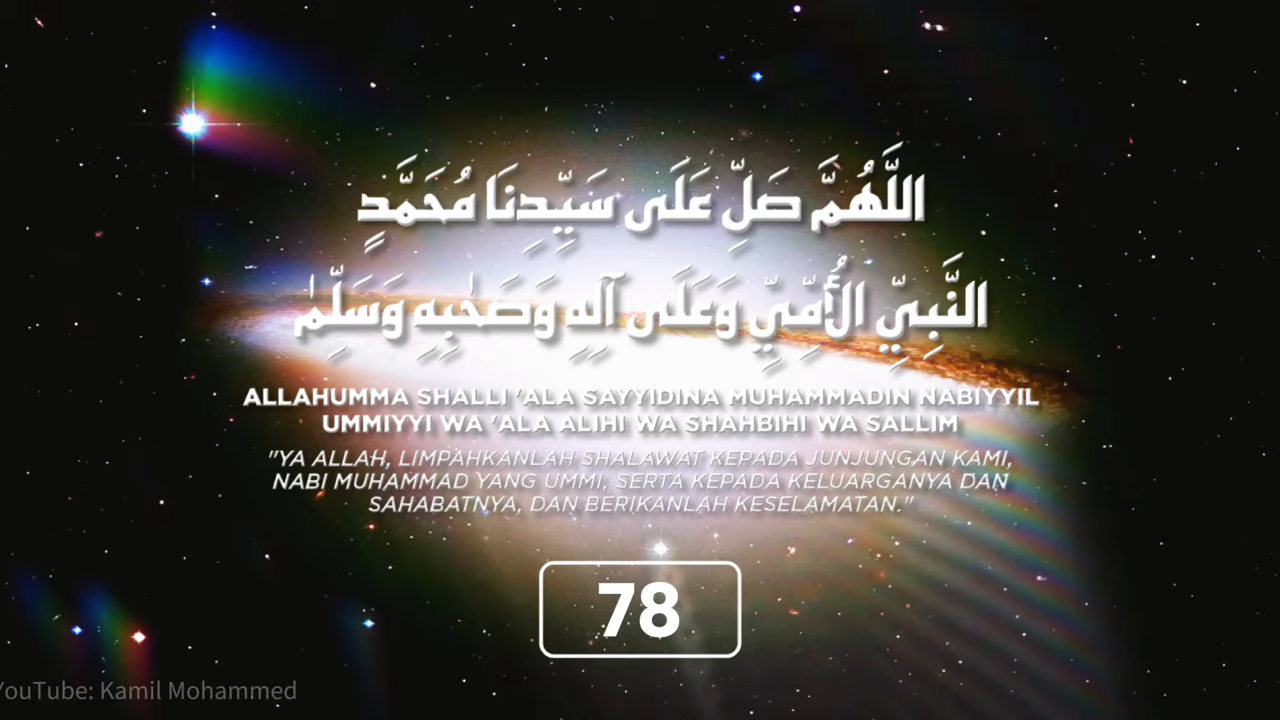 اللَّهُمَّ صَلِّ عَلَى سَيِّدِنَا مُحَمَّدٍ
النَّبِيِّ الأُمِّيِّ وَعَلَى آلِهِ وَصَحْبِهِ وَسَلِّمْ
ALLAHUMMA SHALLI 'ALA SAYYIDINA MUHAMMADIN NABIYYIL
UMMIYYI WA 'ALA ALIHI WA SHAHBIHI WA SALLIM
"YA ALLAH, LIMPAHKANLAH SHALAWAT KEPADA JUNJUNGAN KAMI,
NABI MUHAMMAD YANG UMMI, SERTA KEPADA KELUARGANYA DAN
SAHABATNYA, DAN BERIKANLAH KESELAMATAN."
78
YouTube: Kamil Mohammed